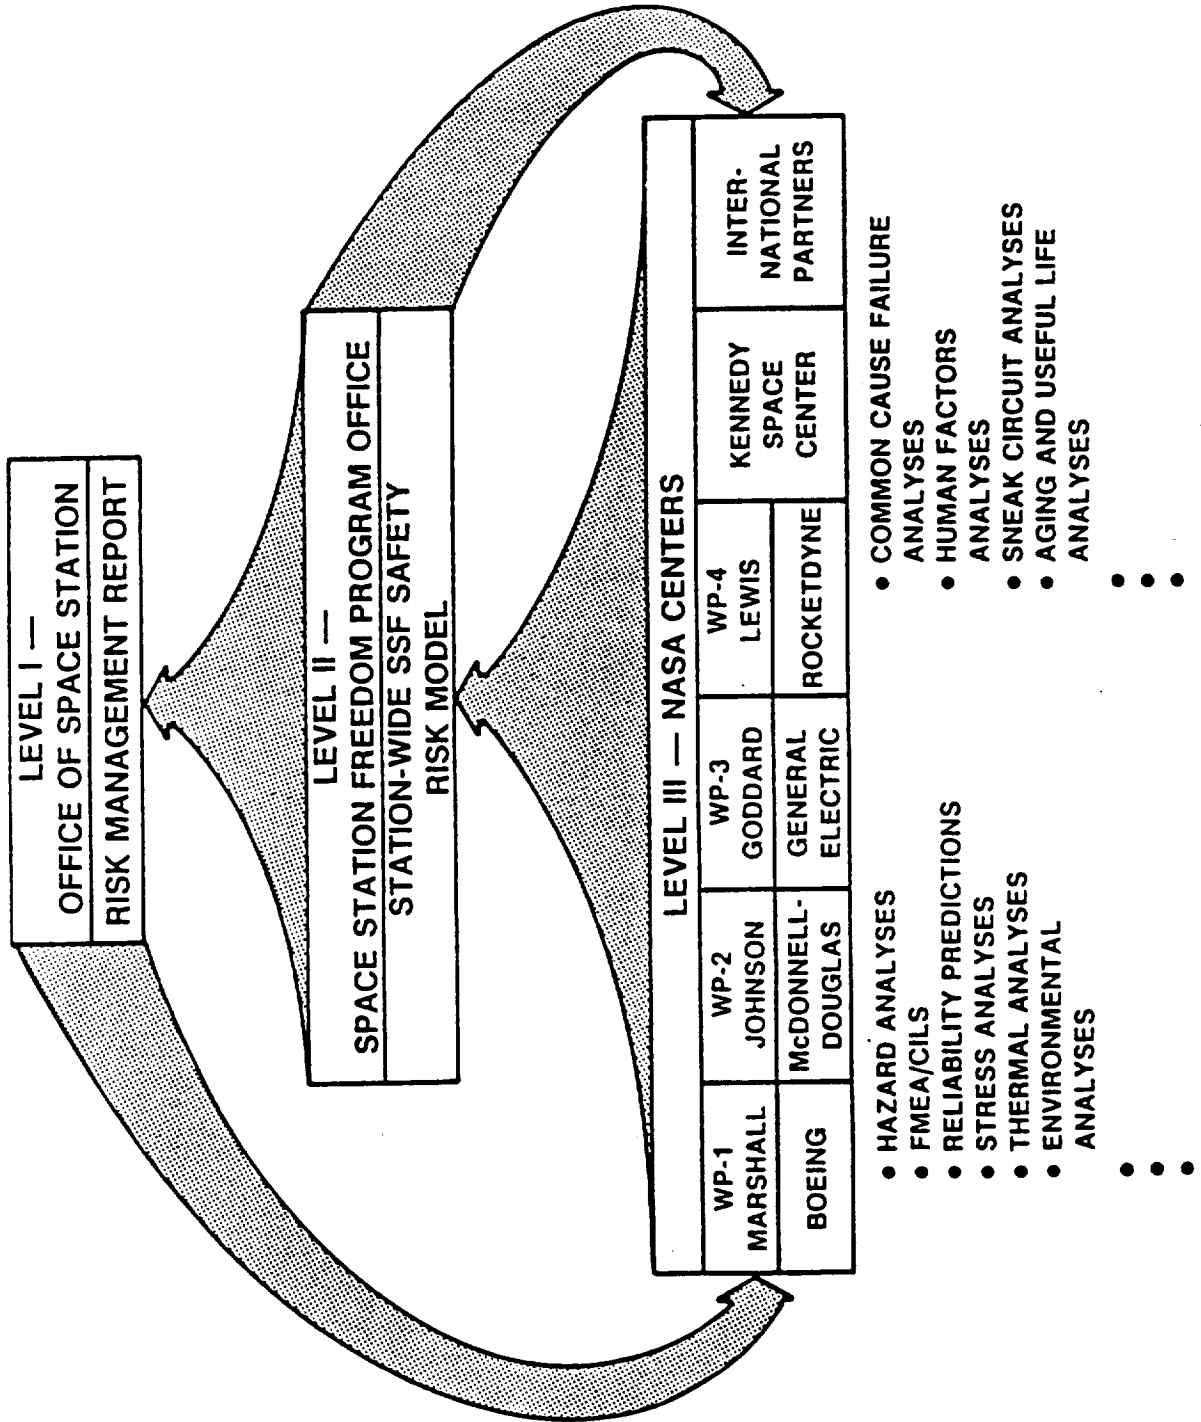 LEVEL I —
OFFICE OF SPACE STATION
RISK MANAGEMENT REPORT
LEVEL II —
SPACE STATION FREEDOM PROGRAM OFFICE
STATION-WIDE SSF SAFETY
RISK MODEL
LEVEL III — NASA CENTERS
WP-1
MARSHALL
BOEING
WP-2
JOHNSON
McDONNELL-
DOUGLAS
WP-3
GODDARD
GENERAL
ELECTRIC
WP-4
LEWIS
ROCKETDYNE
KENNEDY
SPACE
CENTER
INTER-
NATIONAL
PARTNERS
• HAZARD ANALYSES
• FMEA/CILS
• RELIABILITY PREDICTIONS
• STRESS ANALYSES
• THERMAL ANALYSES
• ENVIRONMENTAL
ANALYSES
• COMMON CAUSE FAILURE
ANALYSES
• HUMAN FACTORS
ANALYSES
• SNEAK CIRCUIT ANALYSES
• AGING AND USEFUL LIFE
ANALYSES